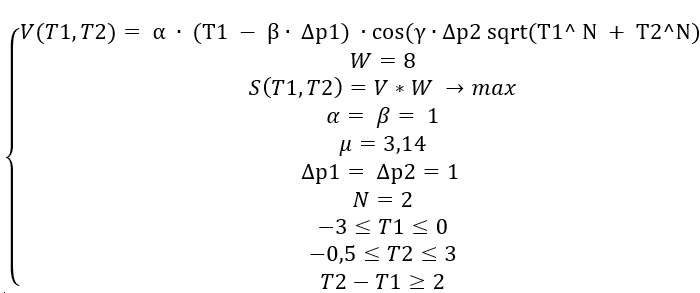 V(T1,T2) = α · (T1 − β · Δp1) · cos(γ · Δp2 sqrt(T1^ N + T2^N)
W = 8
S(T1,T2) = V * W → max
α = β = 1
μ = 3,14
Δp1 = Δp2 = 1
N = 2
−3 ≤ T1 ≤ 0
−0,5 ≤ T2 ≤ 3
T2 − T1 ≥ 2